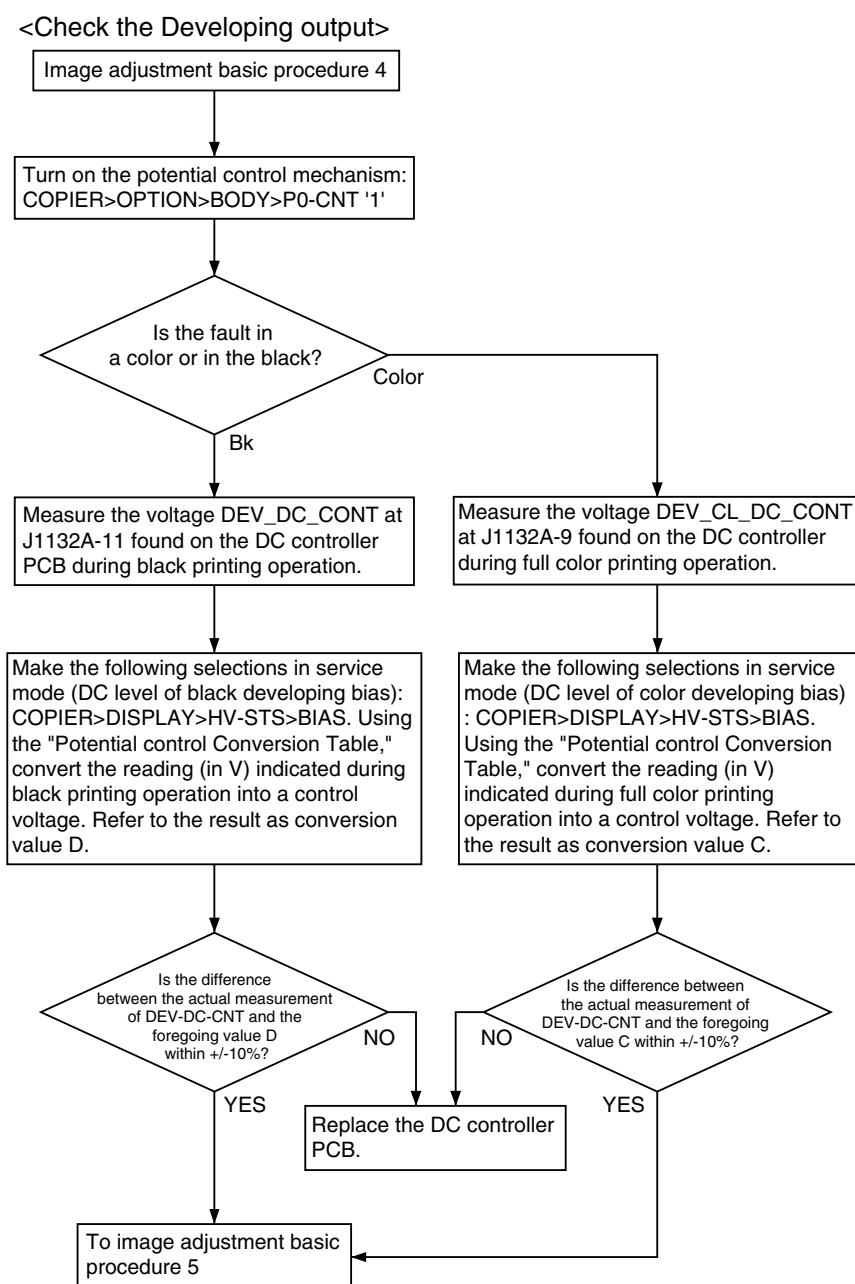 <Check the Developing output>
Image adjustment basic procedure 4
Turn on the potential control mechanism:
COPIER>OPTION>BODY>P0-CNT '1'
Is the fault in
a color or in the black?
Color
Bk
Measure the voltage DEV_DC_CONT at
J1132A-11 found on the DC controller
PCB during black printing operation.
Measure the voltage DEV_CL_DC_CONT
at J1132A-9 found on the DC controller
during full color printing operation.
Make the following selections in service
mode (DC level of black developing bias):
COPIER>DISPLAY>HV-STS>BIAS. Using
the "Potential control Conversion Table,"
convert the reading (in V) indicated during
black printing operation into a control
voltage. Refer to the result as conversion
value D.
Make the following selections in service
mode (DC level of color developing bias)
: COPIER>DISPLAY>HV-STS>BIAS.
Using the "Potential control Conversion
Table," convert the reading (in V)
indicated during full color printing
operation into a control voltage. Refer to
the result as conversion value C.
Is the difference
between the actual measurement
of DEV-DC-CNT and the
foregoing value D
within +/-10%?
NO
YES
Is the difference between
the actual measurement of
DEV-DC-CNT and the foregoing
value C within +/-10%?
NO
YES
Replace the DC controller
PCB.
To image adjustment basic
procedure 5